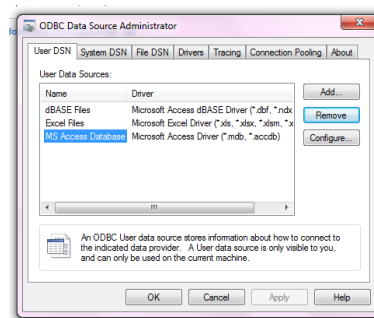 ODBC Data Source Administrator
User DSN System DSN File DSN Drivers Tracing Connection Pooling About
User Data Sources:
Name Driver
dBASE Files Microsoft Access dBASE Driver (*.dbf, *.ndx
Excel Files Microsoft Excel Driver (*.xls, *.xlsx, *.xlsm, *.x
MS Access Database Microsoft Access Driver (*.mdb, *.accdb)
Add...
Remove
Configure...
An ODBC User data source stores information about how to connect to
the indicated data provider. A User data source is only visible to you,
and can only be used on the current machine.
OK Cancel Apply Help